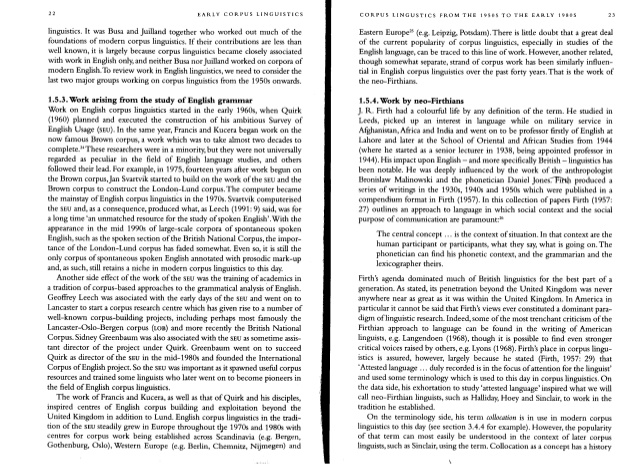 22 EARLY CORPUS LINGUISTICS
linguistics. It was Busa and Juilland together who worked out much of the
foundations of modern corpus linguistics. If their contributions are less than
well known, it is largely because corpus linguistics became closely associated
with work in English only, and neither Busa nor Juilland worked on corpora of
modern English. To review work in English linguistics, we need to consider the
last two major groups working on corpus linguistics from the 1950s onwards.
1.5.3. Work arising from the study of English grammar
Work on English corpus linguistics started in the early 1960s, when Quirk
(1960) planned and executed the construction of his ambitious Survey of
English Usage (SEU). In the same year, Francis and Kucera began work on the
now famous Brown corpus, a work which was to take almost two decades to
complete. These researchers were in a minority, but they were not universally
regarded as peculiar in the field of English language studies, and others
followed their lead. For example, in 1975, fourteen years after work began on
the Brown corpus, Jan Svartvik started to build on the work of the SEU and the
Brown corpus to construct the London-Lund corpus. The computer became
the mainstay of English corpus linguistics in the 1970s. Svartvik computerised
the SEU and, as a consequence, produced what, as Leech (1991: 9) said, was for
a long time 'an unmatched resource for the study of spoken English'. With the
appearance in the mid 1990s of large-scale corpora of spontaneous spoken
English, such as the spoken section of the British National Corpus, the impor-
tance of the London–Lund corpus has faded somewhat. Even so, it is still the
only corpus of spontaneous spoken English annotated with prosodic mark-up
and, as such, still retains a niche in modern corpus linguistics to this day.
Another side effect of the work of the SEU was the training of academics in
a tradition of corpus-based approaches to the grammatical analysis of English.
Geoffrey Leech was associated with the early days of the SEU and went on to
Lancaster to start a corpus research centre which has given rise to a number of
well-known corpus-building projects, including perhaps most famously the
Lancaster-Oslo-Bergen corpus (LOB) and more recently the British National
Corpus. Sidney Greenbaum was also associated with the SEU as sometime assis-
tant director of the project under Quirk. Greenbaum went on to succeed
Quirk as director of the SEU in the mid-1980s and founded the International
Corpus of English project. So the SEU was important as it spawned useful corpus
resources and trained some linguists who later went on to become pioneers in
the field of English corpus linguistics.
The work of Francis and Kucera, as well as that of Quirk and his disciples,
inspired centres of English corpus building and exploitation beyond the
United Kingdom in addition to Lund. English corpus linguistics in the tradi-
tion of the SEU steadily grew in Europe throughout the 1970s and 1980s with
centres for corpus work being established across Scandinavia (e.g. Bergen,
Gothenburg, Oslo), Western Europe (e.g. Berlin, Chemnitz, Nijmegen) and
CORPUS LINGUISTICS FROM THE 1950S TO THE EARLY 1980S 23
Eastern Europe (e.g. Leipzig, Potsdam). There is little doubt that a great deal
of the current popularity of corpus linguistics, especially in studies of the
English language, can be traced to this line of work. However, another related,
though somewhat separate, strand of corpus work has been similarly influen-
tial in English corpus linguistics over the past forty years. That is the work of
the neo-Firthians.
1.5.4. Work by neo-Firthians
J. R. Firth had a colourful life by any definition of the term. He studied in
Leeds, picked up an interest in language while on military service in
Afghanistan, Africa and India and went on to be professor firstly of English at
Lahore and later at the School of Oriental and African Studies from 1944
(where he started as a senior lecturer in 1938, being appointed professor in
1944). His impact upon English – and more specifically British – linguistics has
been notable. He was deeply influenced by the work of the anthropologist
Bronislaw Malinowski and the phonetician Daniel Jones. Firth produced a
series of writings in the 1930s, 1940s and 1950s which were published in a
compendium format in Firth (1957). In this collection of papers Firth (1957:
27) outlines an approach to language in which social context and the social
purpose of communication are paramount:
The central concept ... is the context of situation. In that context are the
human participant or participants, what they say, what is going on. The
phonetician can find his phonetic context, and the grammarian and the
lexicographer theirs.
Firth's agenda dominated much of British linguistics for the best part of a
generation. As stated, its penetration beyond the United Kingdom was never
anywhere near as great as it was within the United Kingdom. In America in
particular it cannot be said that Firth's views ever constituted a dominant para-
digm of linguistic research. Indeed, some of the most trenchant criticism of the
Firthian approach to language can be found in the writing of American
linguists, e.g. Langendoen (1968), though it is possible to find even stronger
critical voices raised by others, e.g. Lyons (1968). Firth's place in corpus lingu-
istics is assured, however, largely because he stated (Firth, 1957: 29) that
'Attested language ... duly recorded is in the focus of attention for the linguist'
and used some terminology which is used to this day in corpus linguistics. On
the data side, his exhortation to study 'attested language' inspired what we will
call neo-Firthian linguists, such as Halliday, Hoey and Sinclair, to work in the
tradition he established.
On the terminology side, his term collocation is in use in modern corpus
linguistics to this day (see section 3.4.4 for example). However, the popularity
of that term can most easily be understood in the context of later corpus
linguists, such as Sinclair, using the term. Collocation as a concept has a history